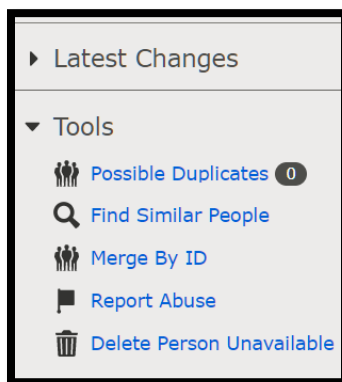 Latest Changes
Tools
Possible Duplicates 0
Find Similar People
Merge By ID
Report Abuse
Delete Person Unavailable